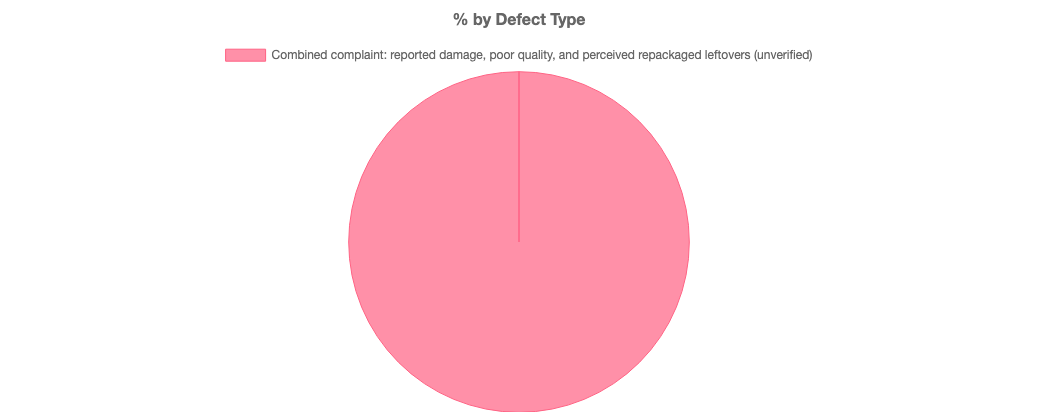 % by Defect Type
Combined complaint: reported damage, poor quality, and perceived repackaged leftovers (unverified)